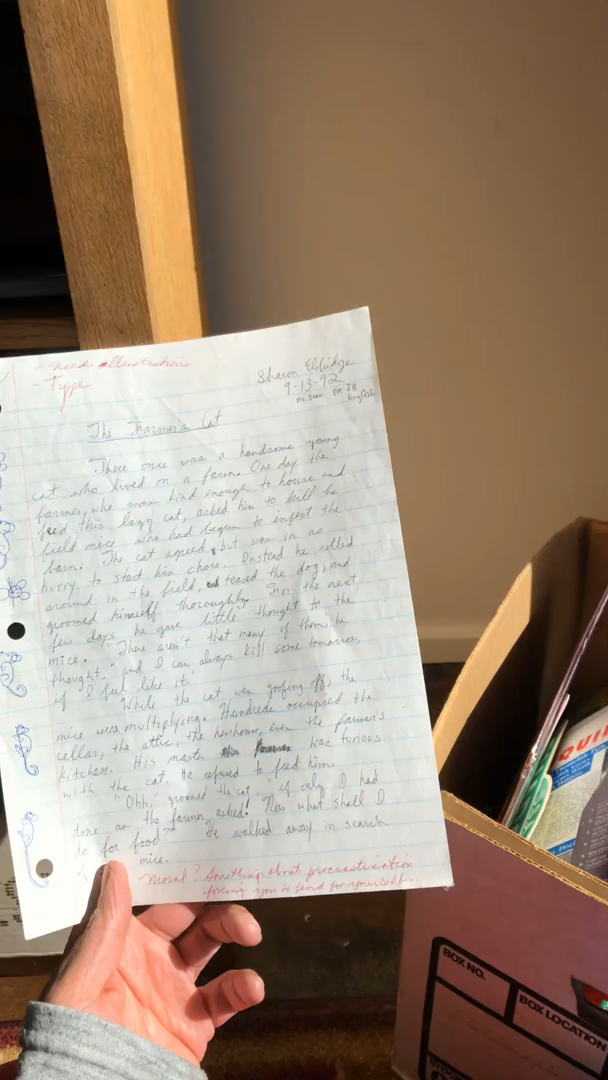 - needs illustrations
- Type
Sharon Eldridge
9-13-92
English
The Farmer's Cat
There once was a handsome young
cat who lived on a farm. One day the
farmer, who was kind enough to house and
feed this lazy cat, asked him to kill the
field mice who had begun to infest the
barn. The cat agreed, but was in no
hurry to start his chore. Instead he rolled
around in the field, teased the dog, and
groomed himself thoroughly. For the next
few days he gave little thought to the
mice. "There aren't that many of them, he
thought," and I can always kill some tomorrow,
if I feel like it."
While the cat was goofing off, the
mice were multiplying. Hundreds occupied the
cellar, the attic, the henhouse, even the farmer's
kitchen. His master was furious
with the cat. He refused to feed him.
"Ohh," groaned the cat... if only I had
done as the farmer asked! Now what shall I
do for food?" He walked away in search
of mice.
Moral? Something about procrastination
forcing you to fend for yourself.
QUI
BOX NO.
BOX LOCATION